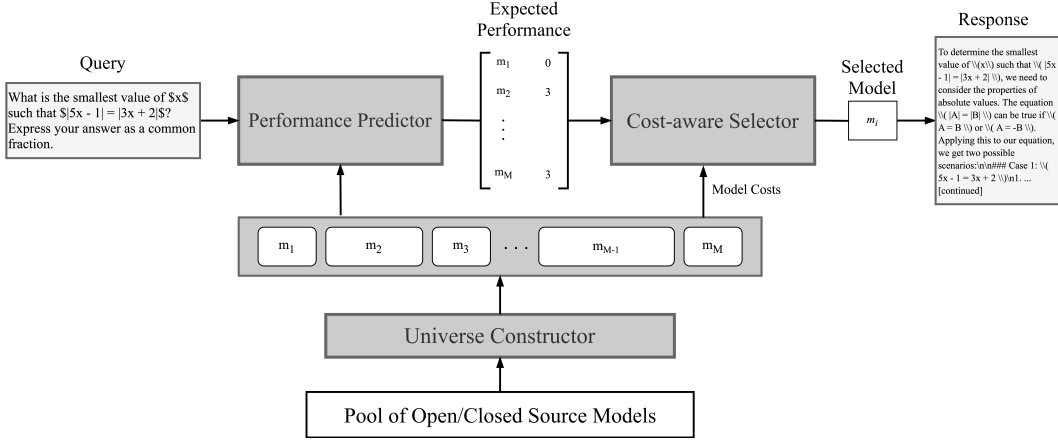 Query
What is the smallest value of $x$
such that $|5x - 1| = |3x + 2|$?
Express your answer as a common
fraction.
Performance Predictor
Expected
Performance
m1 0
m2 3
mM 3
Cost-aware Selector
Model Costs
Selected
Model
mi
Response
To determine the smallest
value of \\(x\\) such that \\( |5x
- 1| = |3x + 2| \\), we need to
consider the properties of
absolute values. The equation
\\( |A| = |B| \\) can be true if \\(
A = B \\) or \\( A = -B \\).
Applying this to our equation,
we get two possible
scenarios:\n\n### Case 1: \\(
5x - 1 = 3x + 2 \\)\n1. ...
[continued]
m1 m2 m3 . . . mM-1 mM
Universe Constructor
Pool of Open/Closed Source Models